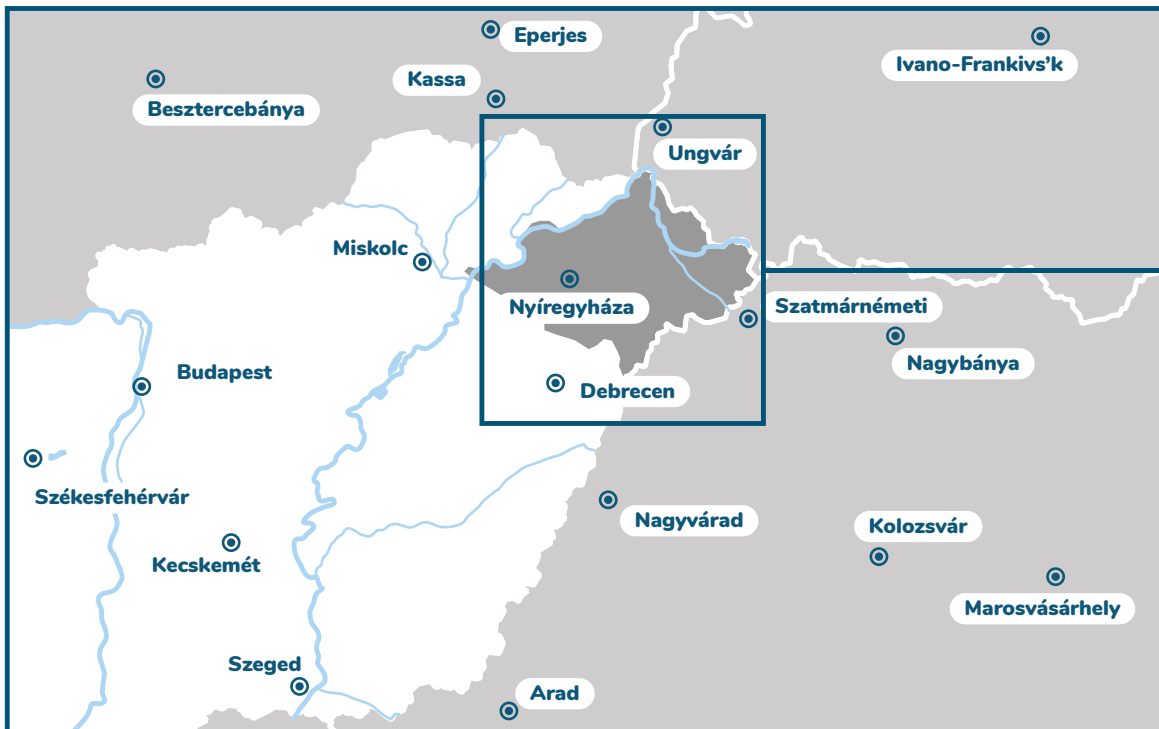 Eperjes
Ivano-Frankivs’k
Kassa
Besztercebánya
Ungvár
Miskolc
Nyíregyháza
Szatmárnémeti
Nagybánya
Budapest
Debrecen
Székesfehérvár
Nagyvárad
Kolozsvár
Kecskemét
Marosvásárhely
Szeged
Arad